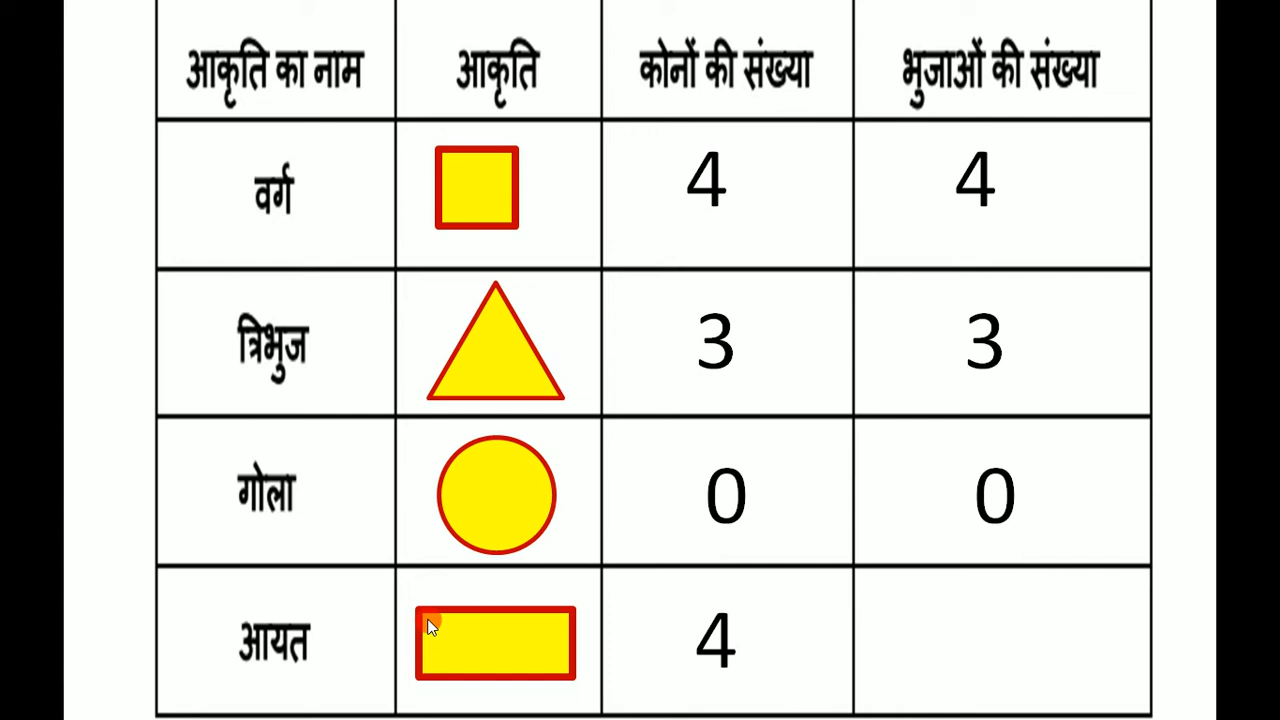 आकृति का नाम आकृति कोनों की संख्या भुजाओं की संख्या
वर्ग 4 4
त्रिभुज 3 3
गोला 0 0
आयत 4